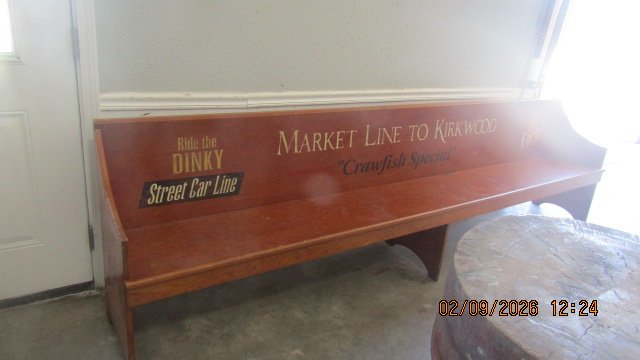 Ride the
DINKY
Street Car Line
MARKET LINE TO KIRKWOOD
"Crawfish Special"
02/09/2026 12:24